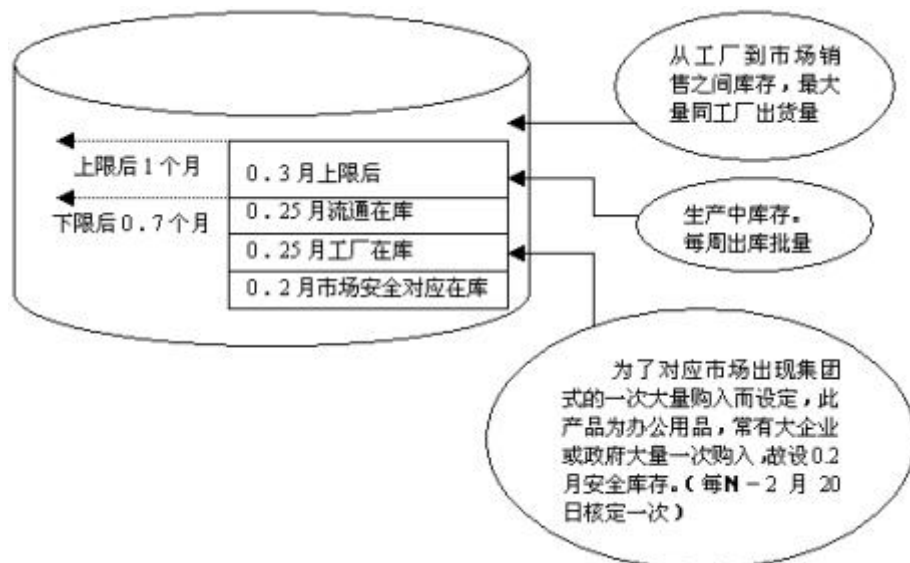 从工厂到市场销
售之间库存，最大
量同工厂出货量
上限后1个月
0．3月上限后
下限后0．7个月
0．25月流通在库
0．25月工厂在库
0．2月市场安全对应在库
生产中库存。
每周出库批量
为了对应市场出现集团
式的一次大量购入而设定，此
产品为办公用品，常有大企业
或政府大量一次购入，故设0.2
月安全库存。（每N－2月20
日核定一次）